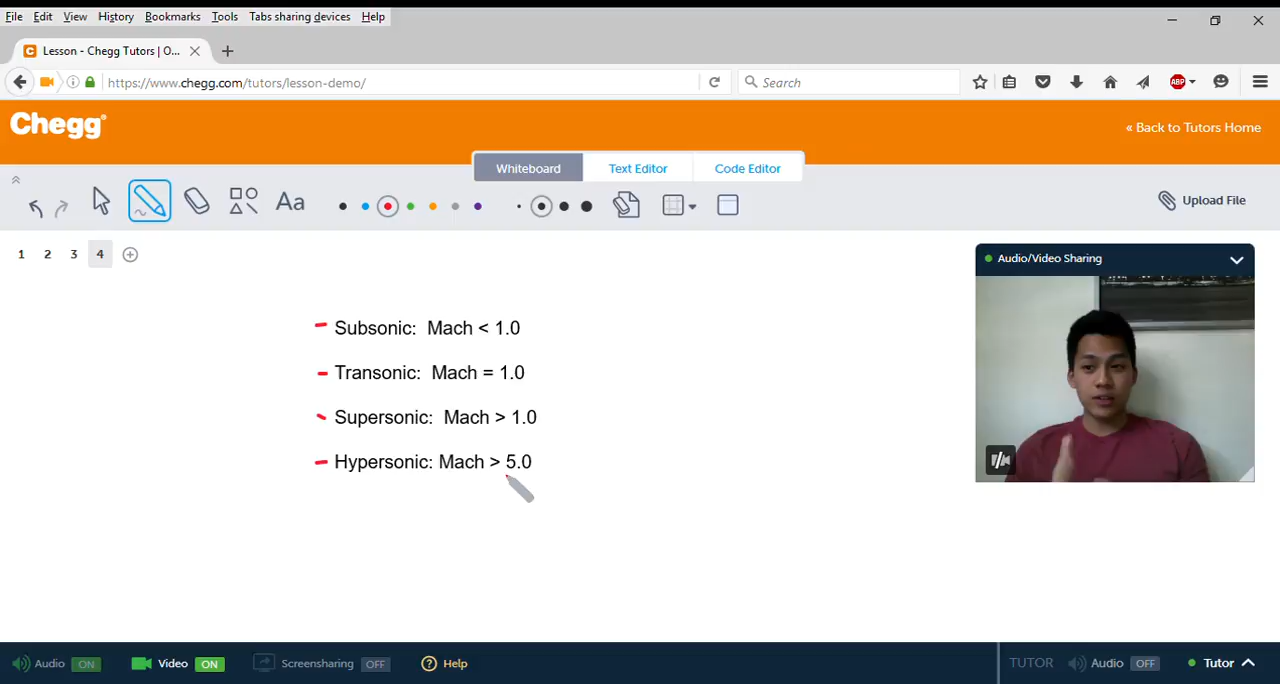 File Edit View History Bookmarks Tools Tabs sharing devices Help
Lesson - Chegg Tutors | O...
https://www.chegg.com/tutors/lesson-demo/
Search
ABP
Chegg®
« Back to Tutors Home
Whiteboard Text Editor Code Editor
Aa
Upload File
1 2 3 4
Audio/Video Sharing
Subsonic: Mach < 1.0
Transonic: Mach = 1.0
Supersonic: Mach > 1.0
Hypersonic: Mach > 5.0
Audio ON Video ON Screensharing OFF ? Help TUTOR Audio OFF Tutor